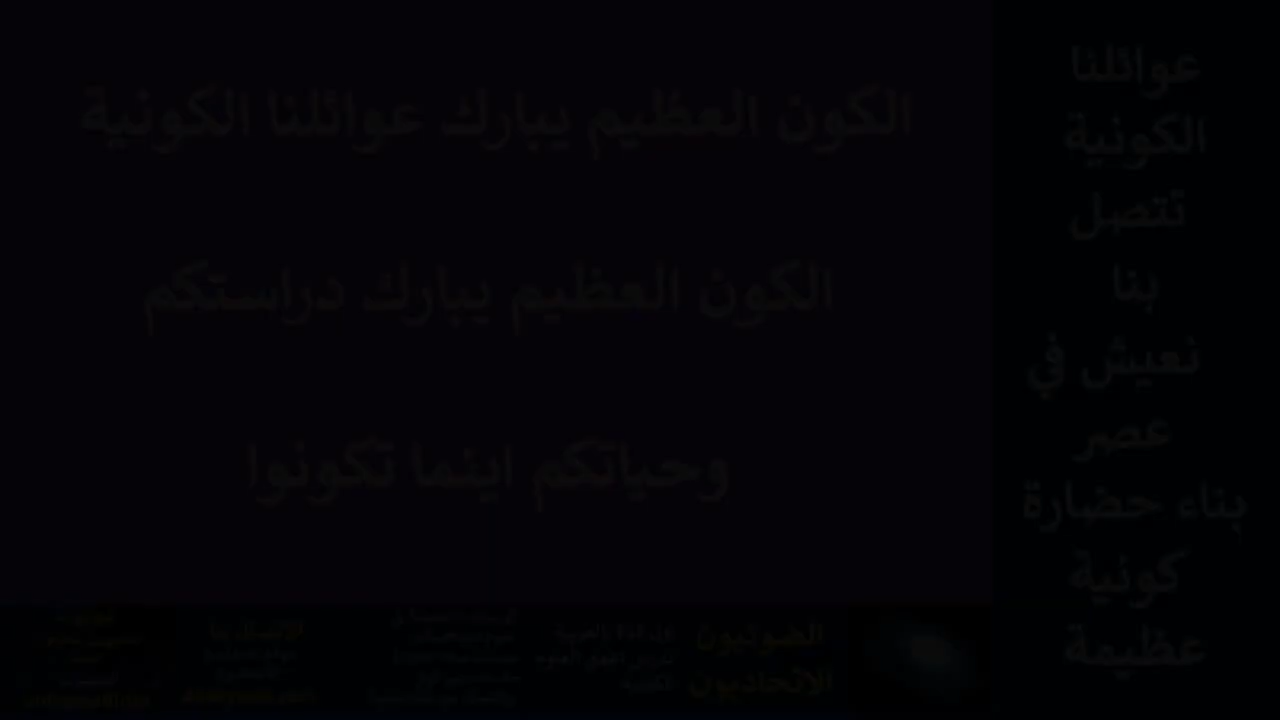 الكون العظيم يبارك عوائلنا الكونية
الكون العظيم يبارك دراستكم
وحياتكم اينما تكونوا
عوائلنا
الكونية
تتصل
بنا
نعيش في
عصر
بناء حضارة
كونية
عظيمة
الضوئيون
الاتحاديون